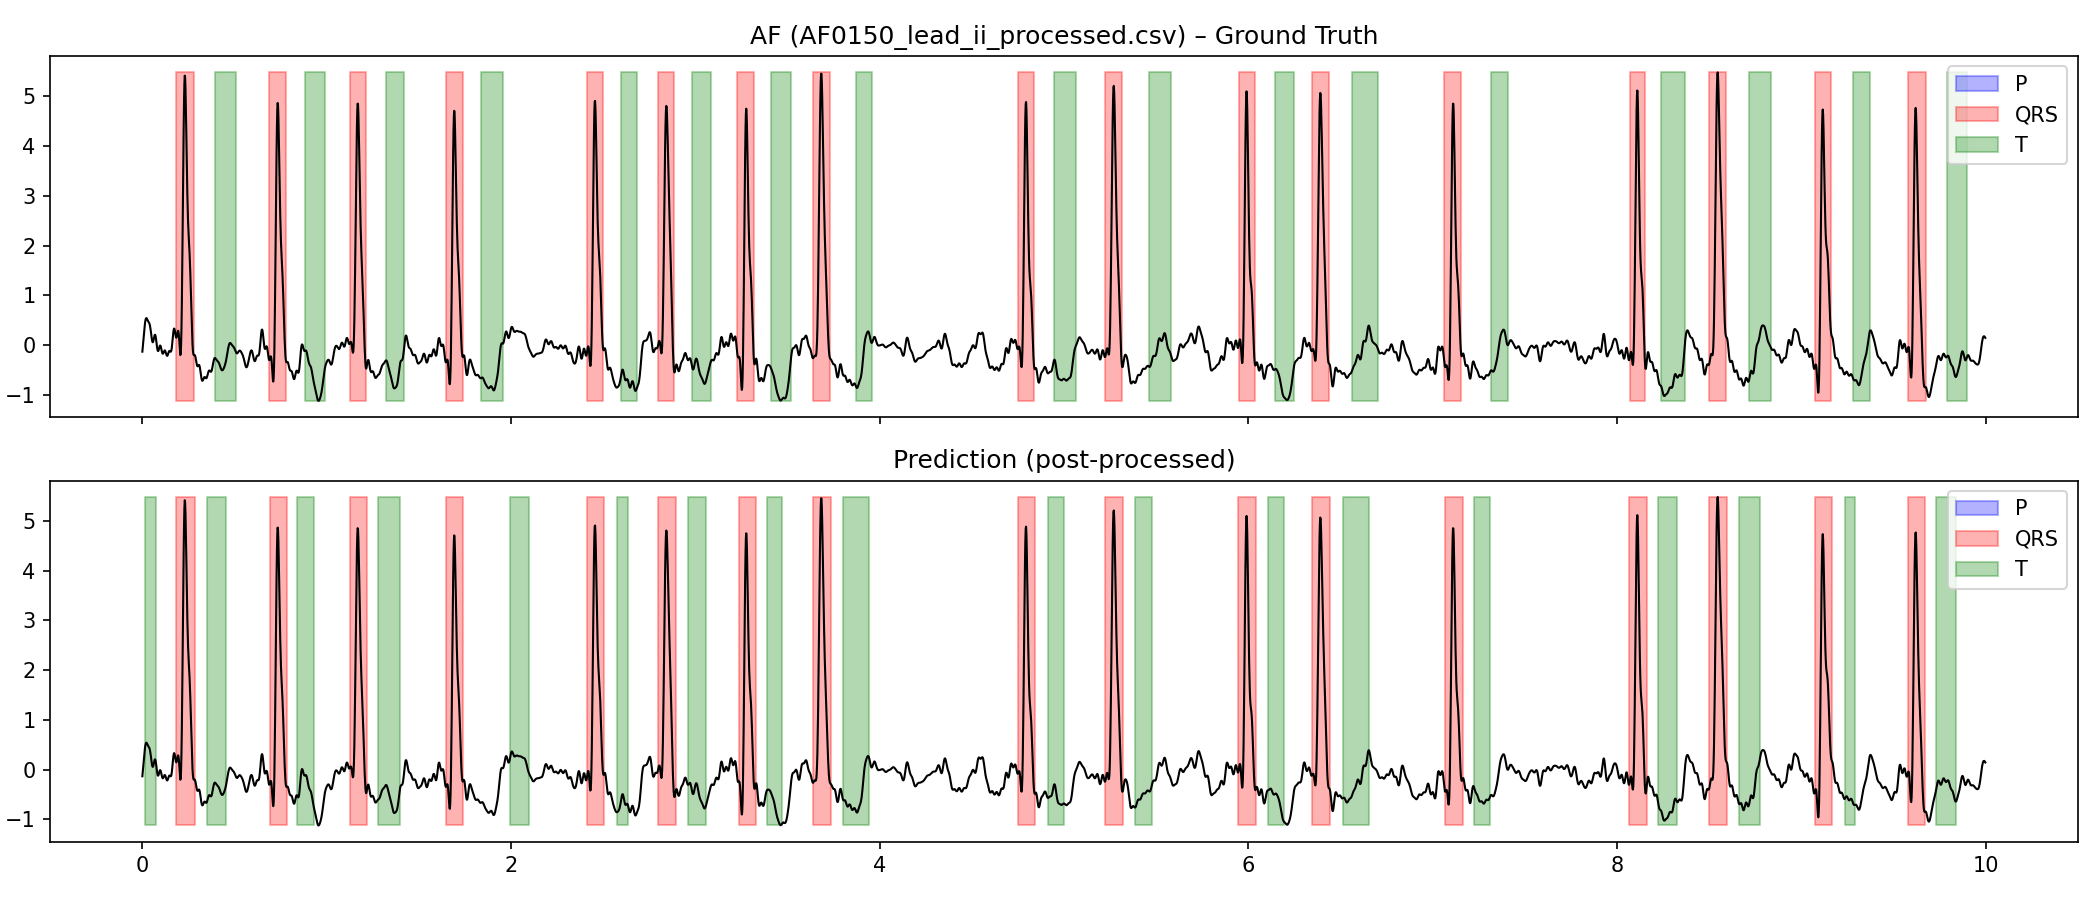 AF (AF0150_lead_ii_processed.csv) – Ground Truth
5
4
3
2
1
0
−1
P
QRS
T
Prediction (post-processed)
5
4
3
2
1
0
−1
P
QRS
T
0 2 4 6 8 10